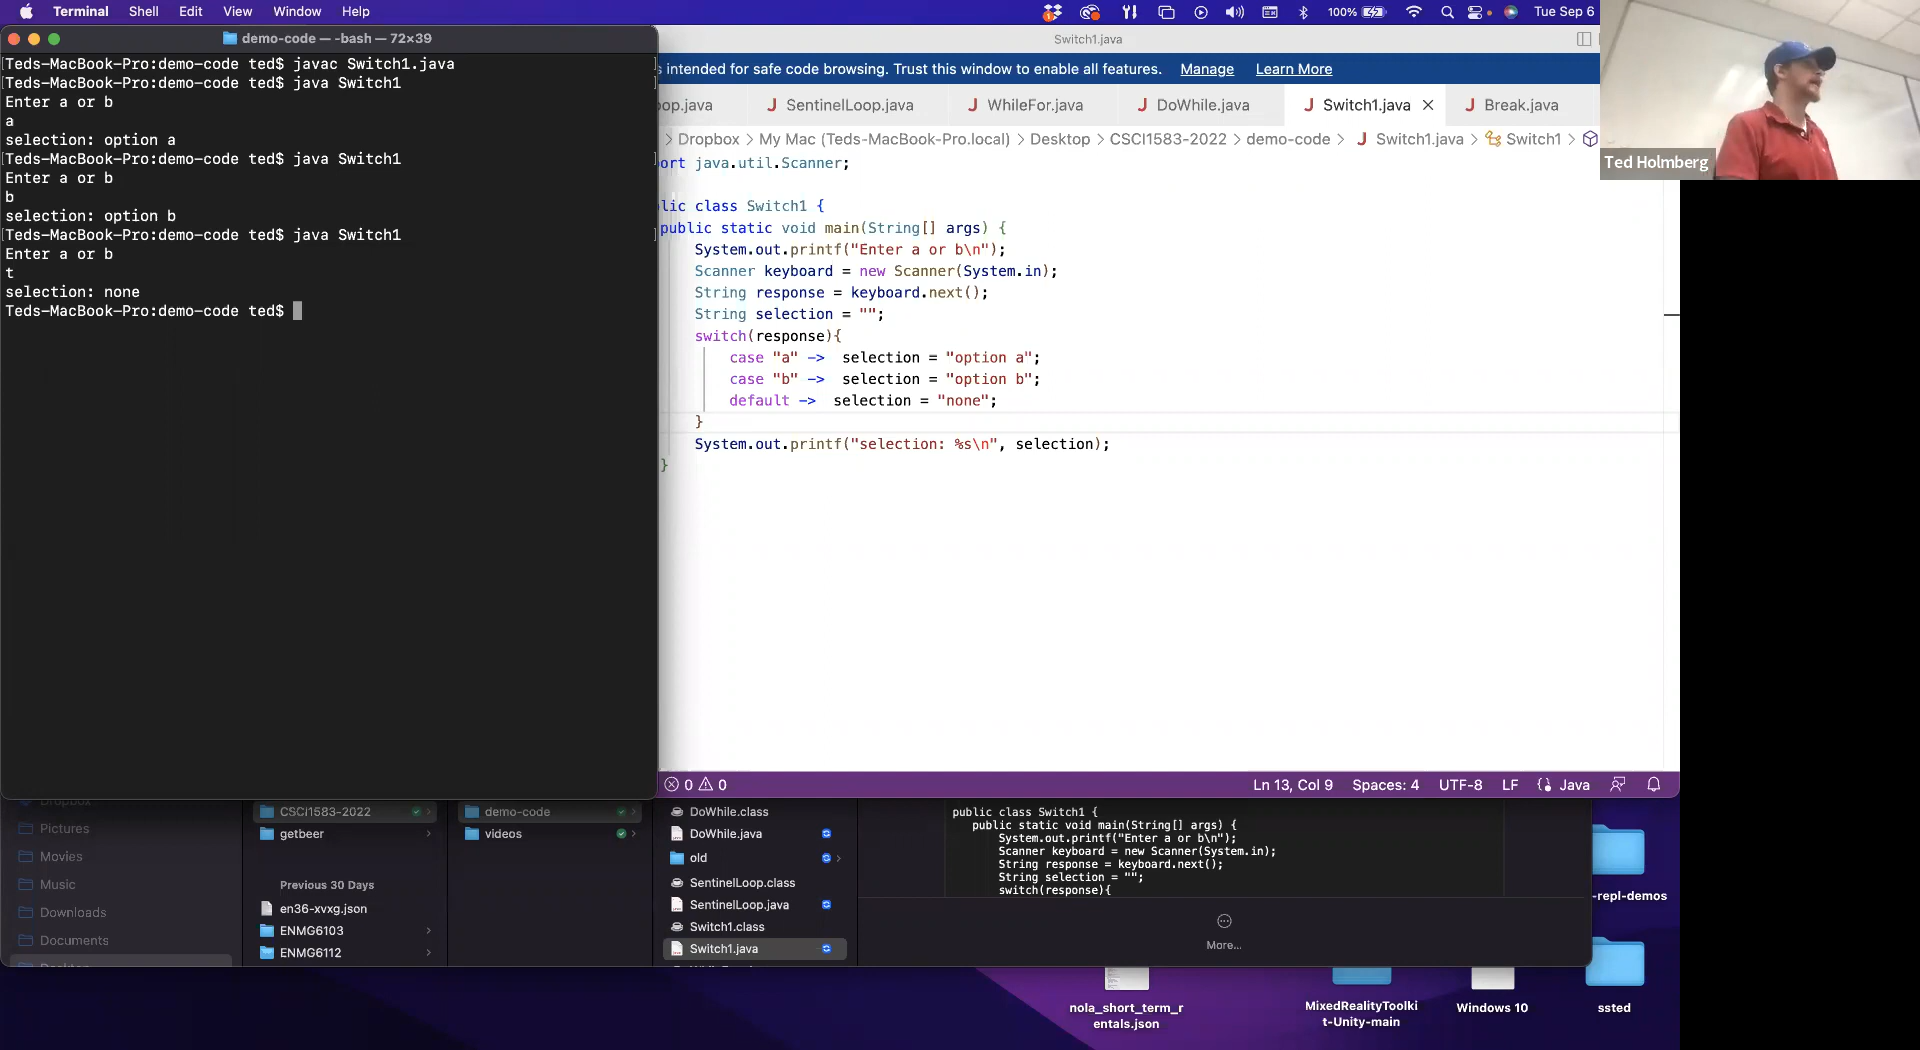 Terminal Shell Edit View Window Help 100% Tue Sep 6
demo-code — -bash — 72×39
Teds-MacBook-Pro:demo-code ted$ javac Switch1.java
Teds-MacBook-Pro:demo-code ted$ java Switch1
Enter a or b
a
selection: option a
Teds-MacBook-Pro:demo-code ted$ java Switch1
Enter a or b
b
selection: option b
Teds-MacBook-Pro:demo-code ted$ java Switch1
Enter a or b
t
selection: none
Teds-MacBook-Pro:demo-code ted$
Switch1.java
intended for safe code browsing. Trust this window to enable all features. Manage Learn More
op.java SentinelLoop.java WhileFor.java DoWhile.java Switch1.java Break.java
Dropbox > My Mac (Teds-MacBook-Pro.local) > Desktop > CSCI1583-2022 > demo-code > Switch1.java > Switch1 >
ort java.util.Scanner;
lic class Switch1 {
public static void main(String[] args) {
System.out.printf("Enter a or b\n");
Scanner keyboard = new Scanner(System.in);
String response = keyboard.next();
String selection = "";
switch(response){
case "a" -> selection = "option a";
case "b" -> selection = "option b";
default -> selection = "none";
}
System.out.printf("selection: %s\n", selection);
}
0 0 Ln 13, Col 9 Spaces: 4 UTF-8 LF {} Java
Ted Holmberg
Pictures
Movies
Music
Downloads
Documents
CSCI1583-2022
getbeer
Previous 30 Days
en36-xvxg.json
ENMG6103
ENMG6112
demo-code
videos
DoWhile.class
DoWhile.java
old
SentinelLoop.class
SentinelLoop.java
Switch1.class
Switch1.java
public class Switch1 {
public static void main(String[] args) {
System.out.printf("Enter a or b\n");
Scanner keyboard = new Scanner(System.in);
String response = keyboard.next();
String selection = "";
switch(response){
More...
-repl-demos
nola_short_term_r
entals.json
MixedRealityToolki
t-Unity-main
Windows 10
ssted